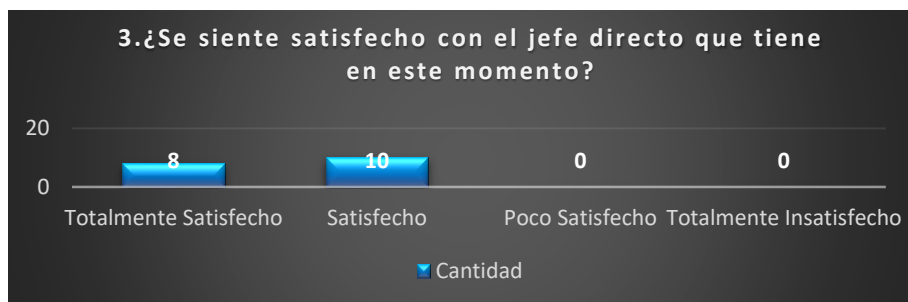 3.¿Se siente satisfecho con el jefe directo que tiene
en este momento?
20
8 10 0 0
0
Totalmente Satisfecho Satisfecho Poco Satisfecho Totalmente Insatisfecho
Cantidad